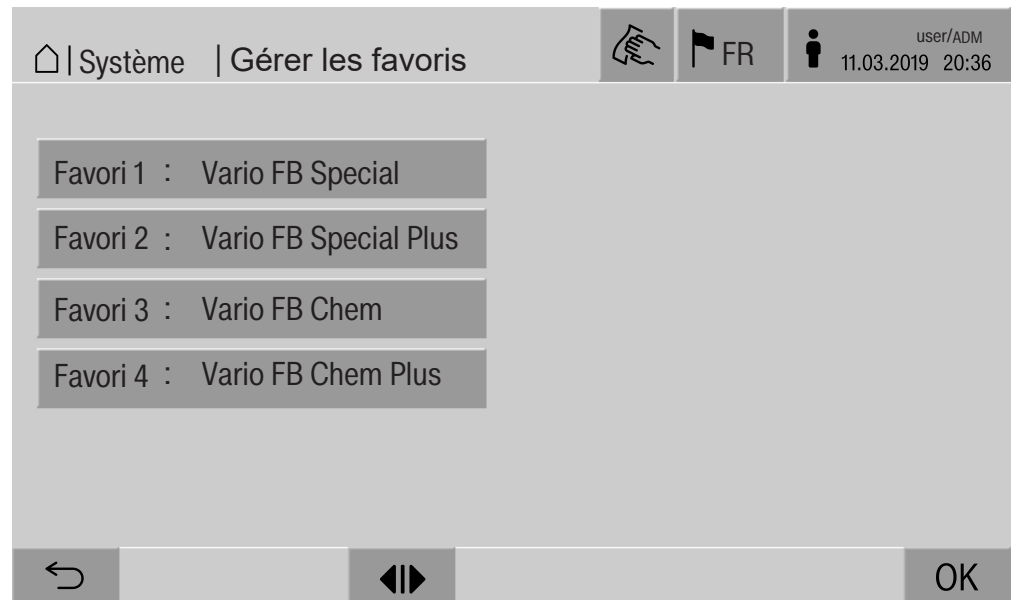 | Système | Gérer les favoris
FR
user/ADM
11.03.2019 20:36
Favori 1 : Vario FB Special
Favori 2 : Vario FB Special Plus
Favori 3 : Vario FB Chem
Favori 4 : Vario FB Chem Plus
OK